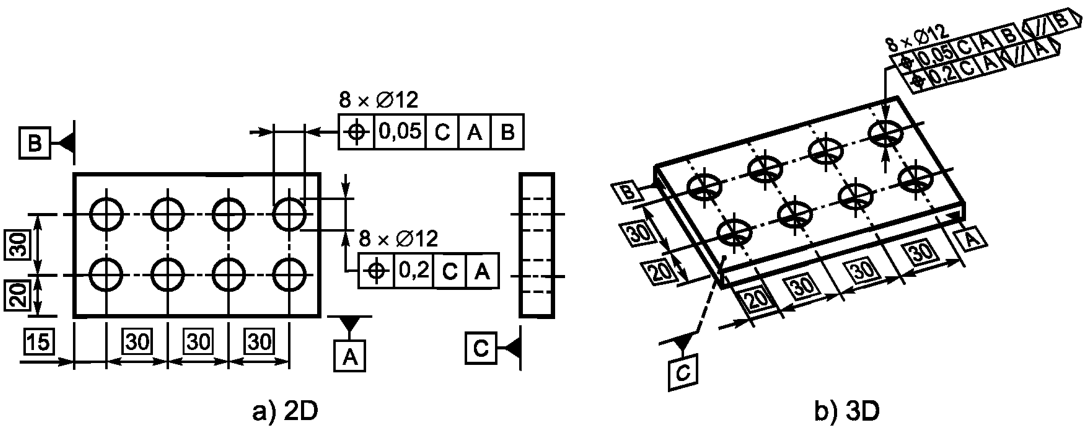 8 × Ø12
⌖ 0,05 C A B
B
8 × Ø12
⌖ 0,2 C A
30
20
15
30
30
30
A
C
a) 2D
8 × Ø12
⌖ 0,05 C A B // B
⌖ 0,2 C A // A
B
30
20
20
30
30
30
A
C
b) 3D